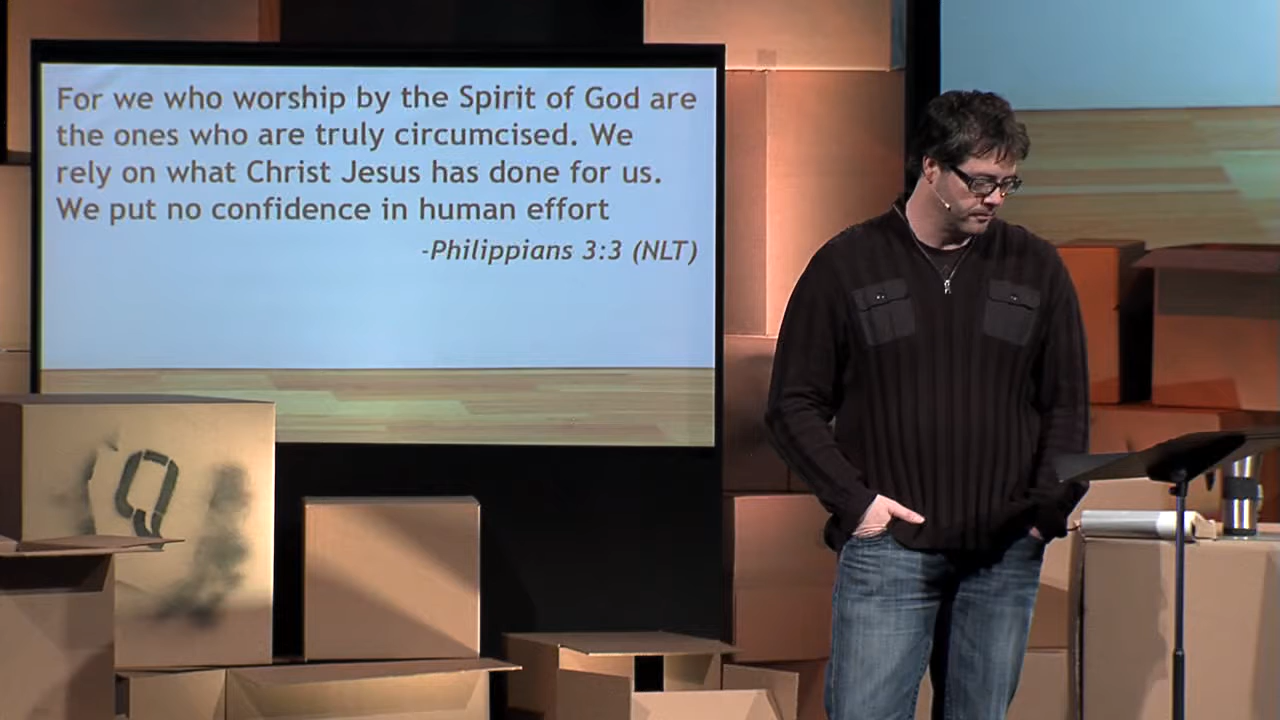 For we who worship by the Spirit of God are
the ones who are truly circumcised. We
rely on what Christ Jesus has done for us.
We put no confidence in human effort
-Philippians 3:3 (NLT)
Q